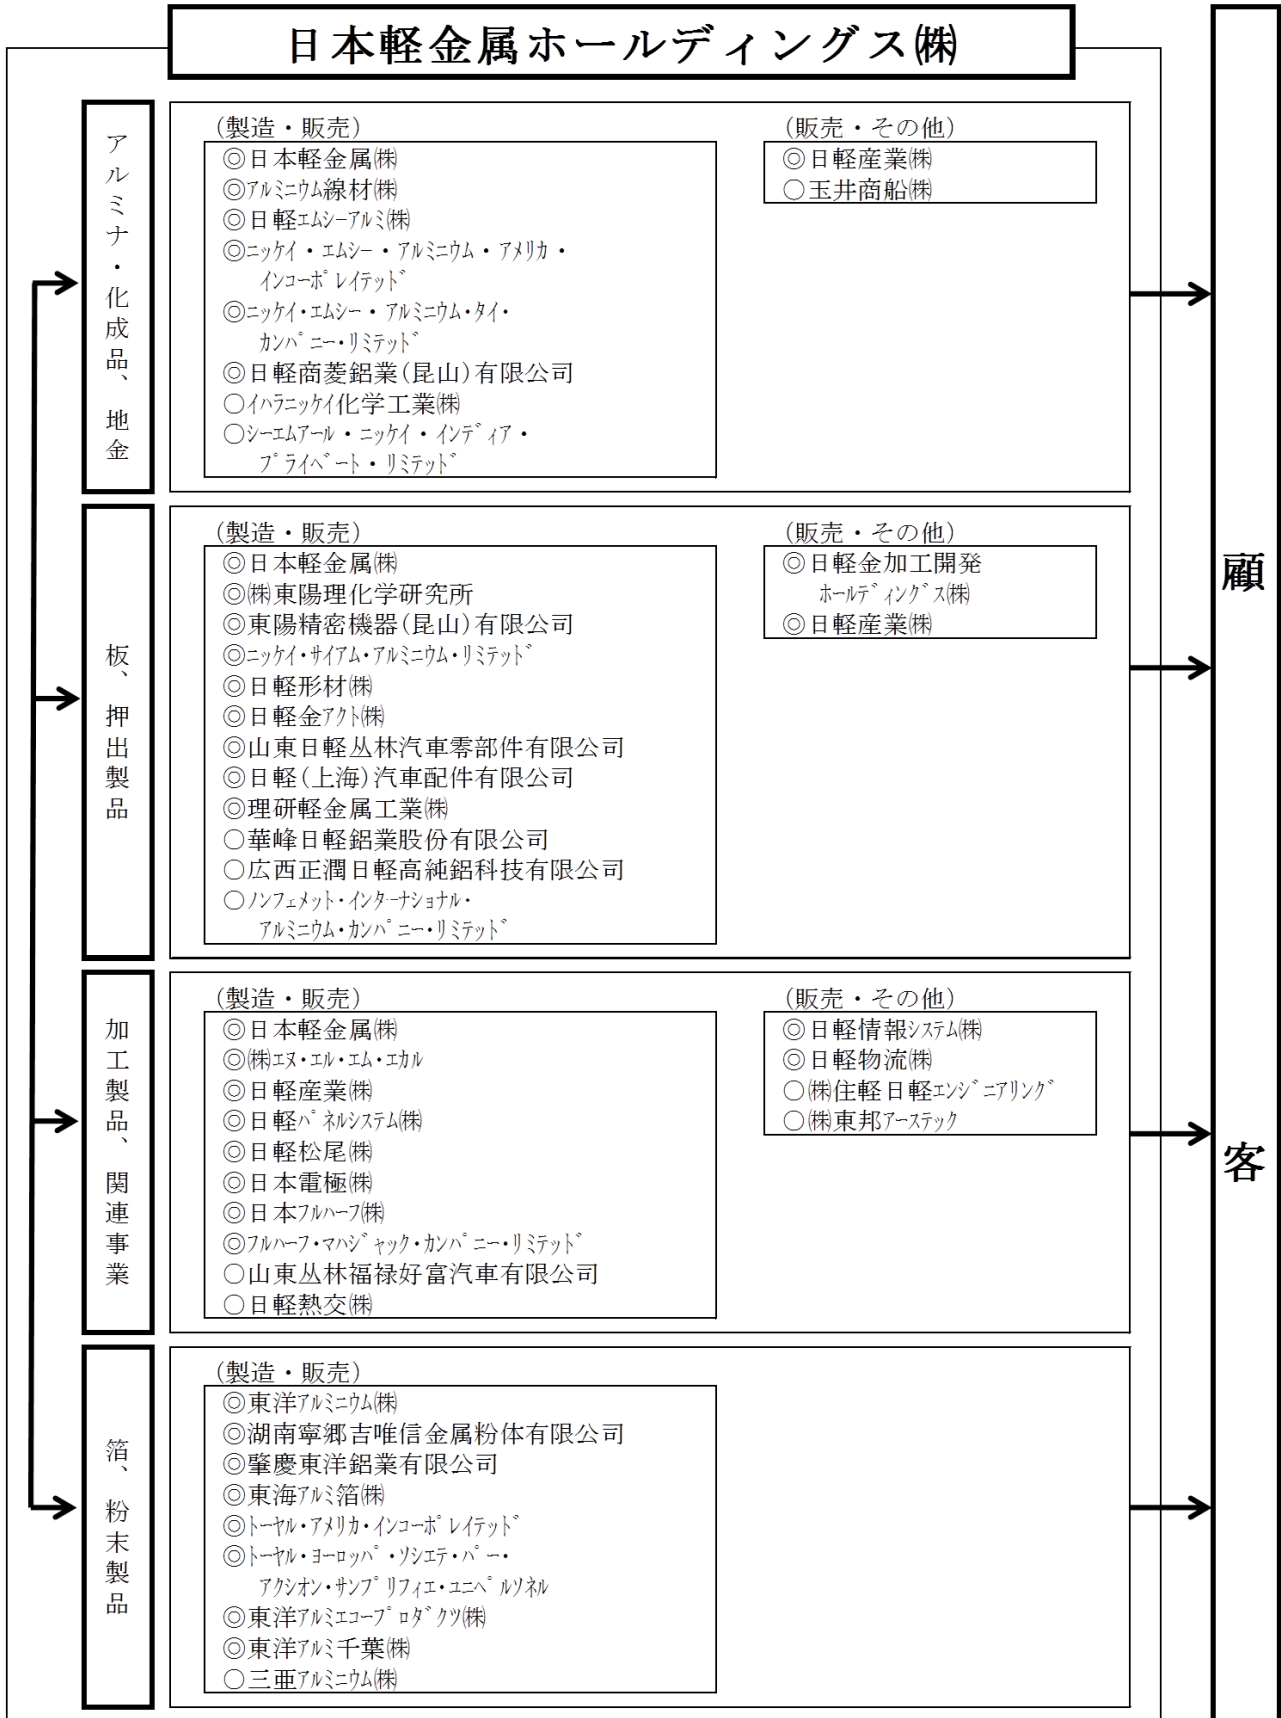 日本軽金属ホールディングス㈱
アルミナ・化成品、地金
(製造・販売)
◎日本軽金属㈱
◎アルミニウム線材㈱
◎日軽エムシーアルミ㈱
◎ニッケイ・エムシー・アルミニウム・アメリカ・
インコーポレイテッド
◎ニッケイ・エムシー・アルミニウム・タイ・
カンパニー・リミテッド
◎日軽商菱鋁業(昆山)有限公司
○イハラニッケイ化学工業㈱
○シーエムアール・ニッケイ・インディア・
プライベート・リミテッド
(販売・その他)
◎日軽産業㈱
○玉井商船㈱
板、押出製品
(製造・販売)
◎日本軽金属㈱
◎㈱東陽理化学研究所
◎東陽精密機器(昆山)有限公司
◎ニッケイ・サイアム・アルミニウム・リミテッド
◎日軽形材㈱
◎日軽金アクト㈱
◎山東日軽丛林汽車零部件有限公司
◎日軽(上海)汽車配件有限公司
◎理研軽金属工業㈱
○華峰日軽鋁業股份有限公司
○広西正潤日軽高純鋁科技有限公司
○ノンフェメット・インターナショナル・
アルミニウム・カンパニー・リミテッド
(販売・その他)
◎日軽金加工開発
ホールディングス㈱
◎日軽産業㈱
加工製品、関連事業
(製造・販売)
◎日本軽金属㈱
◎㈱エヌ・エル・エム・エカル
◎日軽産業㈱
◎日軽パネルシステム㈱
◎日軽松尾㈱
◎日本電極㈱
◎日本フルハーフ㈱
◎フルハーフ・マハジャック・カンパニー・リミテッド
○山東丛林福禄好富汽車有限公司
○日軽熱交㈱
(販売・その他)
◎日軽情報システム㈱
◎日軽物流㈱
○㈱住軽日軽エンジニアリング
○㈱東邦アーステック
箔、粉末製品
(製造・販売)
◎東洋アルミニウム㈱
◎湖南寧郷吉唯信金属粉体有限公司
◎肇慶東洋鋁業有限公司
◎東海アルミ箔㈱
◎トーヤル・アメリカ・インコーポレイテッド
◎トーヤル・ヨーロッパ・ソシエテ・パー・
アクシオン・サンプリフィエ・ユニペルソネル
◎東洋アルミエコープロダクツ㈱
◎東洋アルミ千葉㈱
○三亜アルミニウム㈱
顧客